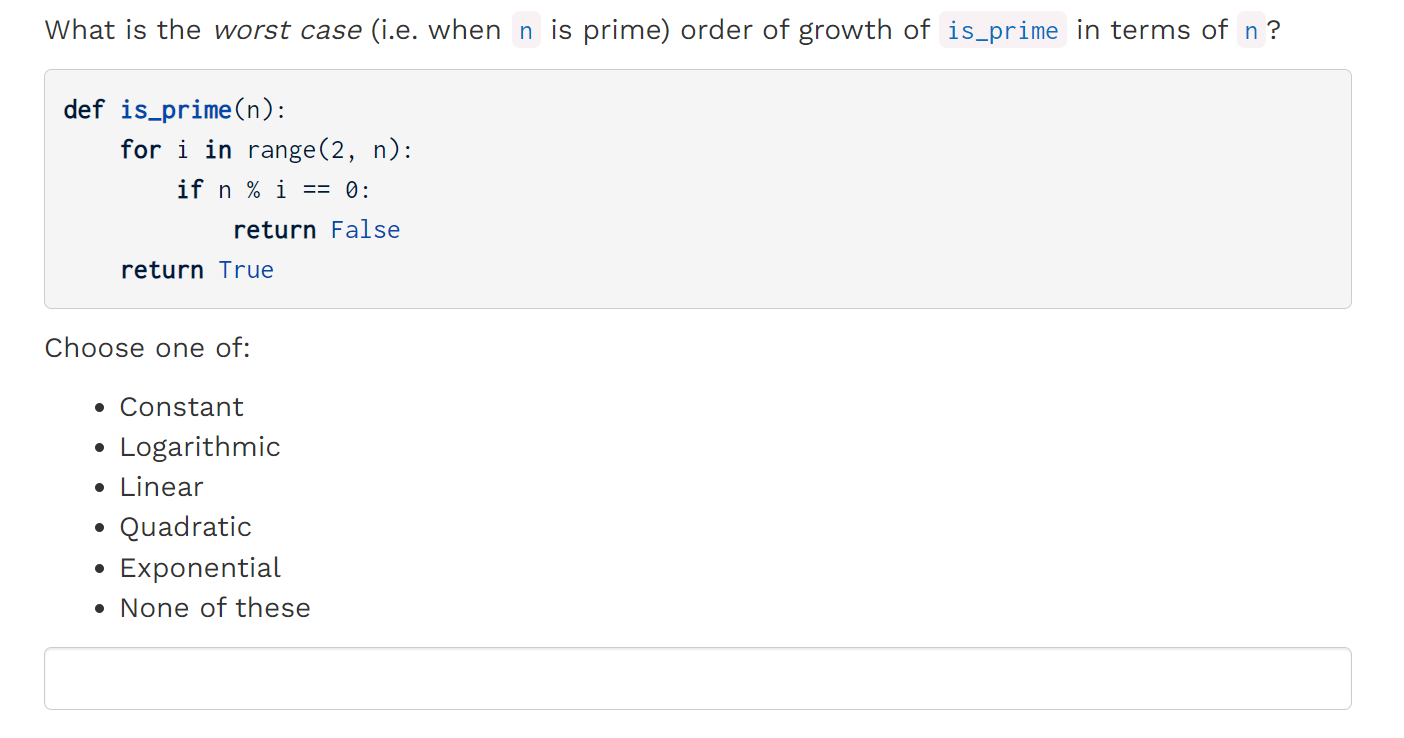 What is the worst case (i.e. when n is prime) order of growth of is_prime in terms of n?
def is_prime(n):
    for i in range(2, n):
        if n % i == 0:
            return False
    return True
Choose one of:
• Constant
• Logarithmic
• Linear
• Quadratic
• Exponential
• None of these